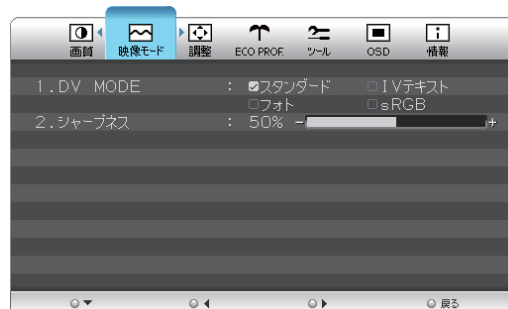 画質 映像モード 調整 ECO PROF. ツール OSD 情報
1.DV MODE : スタンダード IVテキスト
フォト sRGB
2.シャープネス : 50% - +
戻る